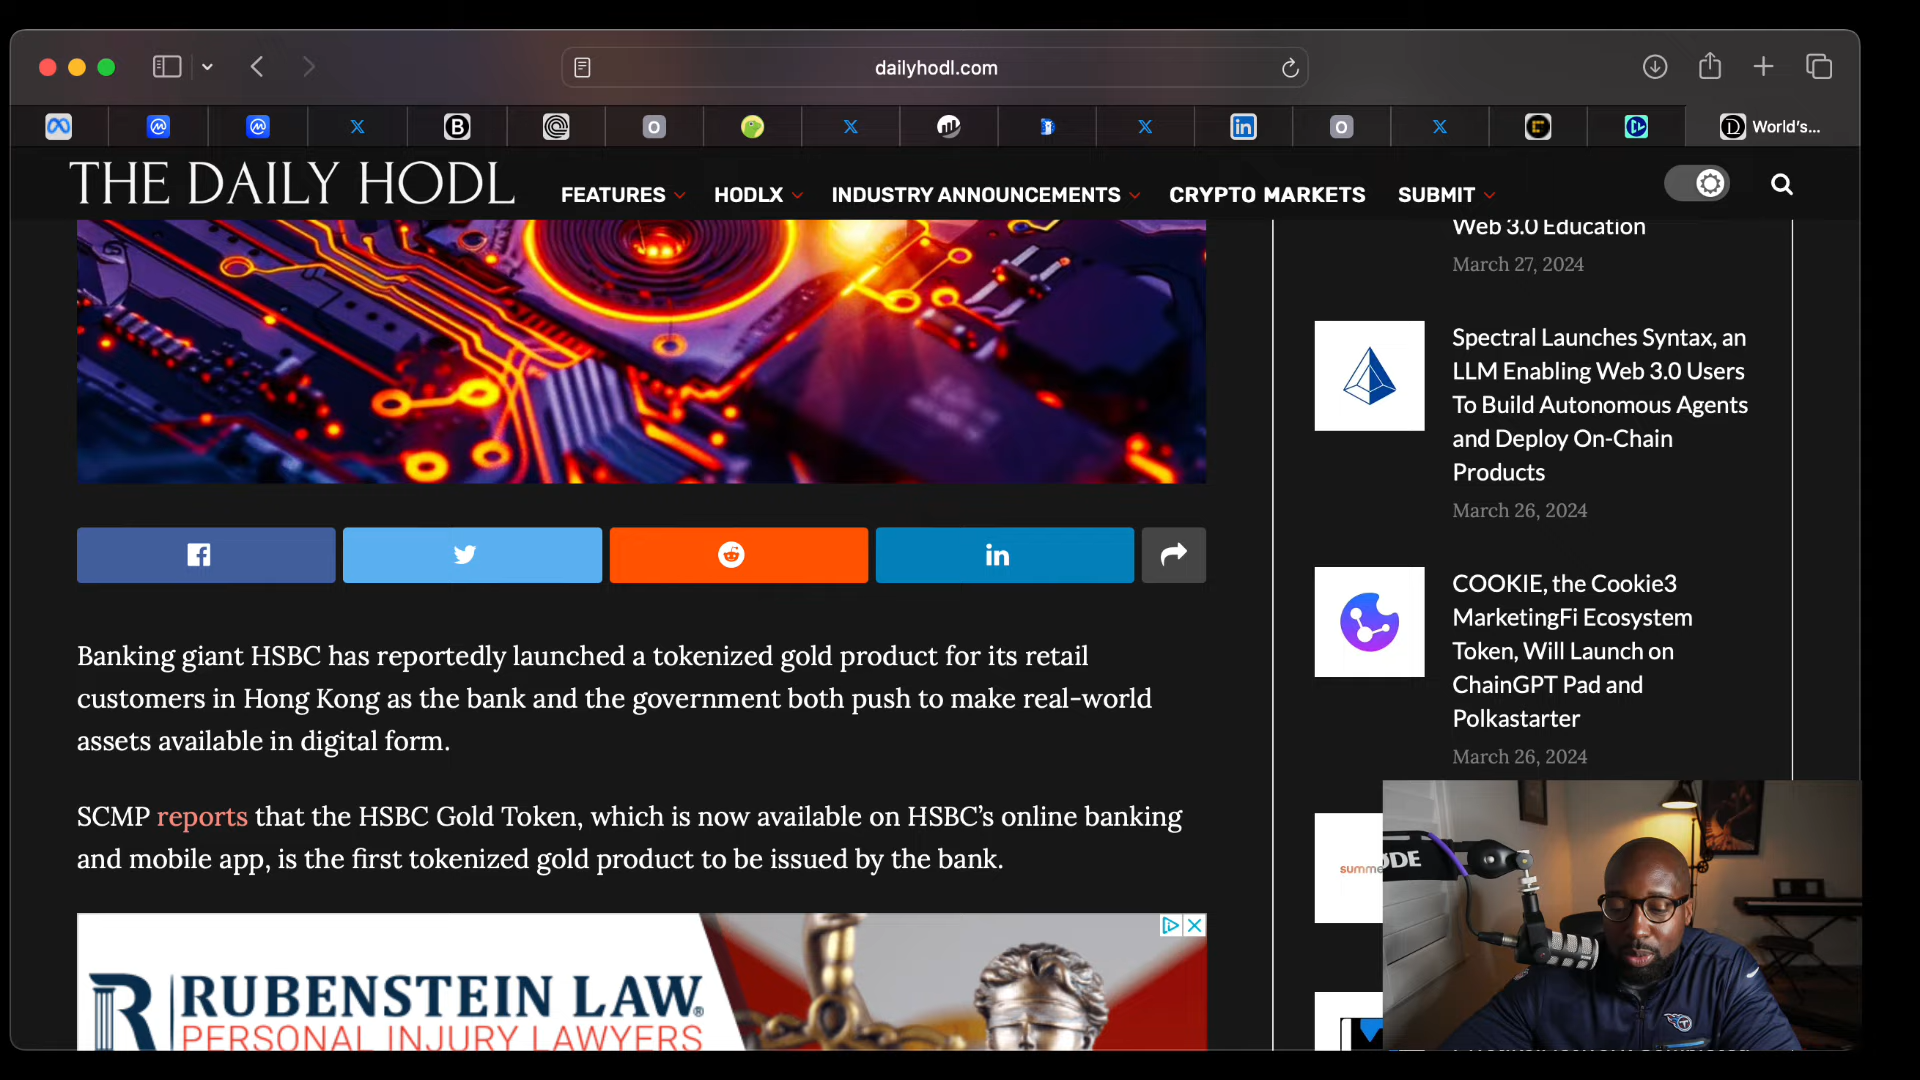 dailyhodl.com
World's...
THE DAILY HODL
FEATURES
HODLX
INDUSTRY ANNOUNCEMENTS
CRYPTO MARKETS
SUBMIT
Banking giant HSBC has reportedly launched a tokenized gold product for its retail
customers in Hong Kong as the bank and the government both push to make real-world
assets available in digital form.
SCMP reports that the HSBC Gold Token, which is now available on HSBC’s online banking
and mobile app, is the first tokenized gold product to be issued by the bank.
RUBENSTEIN LAW®
PERSONAL INJURY LAWYERS
Web 3.0 Education
March 27, 2024
Spectral Launches Syntax, an
LLM Enabling Web 3.0 Users
To Build Autonomous Agents
and Deploy On-Chain
Products
March 26, 2024
COOKIE, the Cookie3
MarketingFi Ecosystem
Token, Will Launch on
ChainGPT Pad and
Polkastarter
March 26, 2024